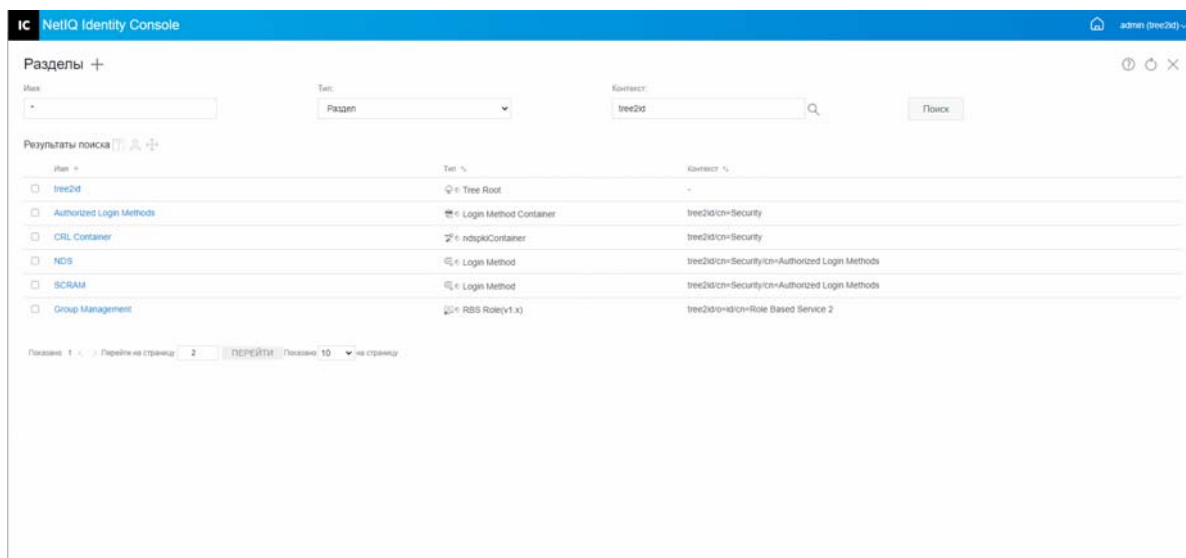 IC NetIQ Identity Console admin (tree2id)
Разделы
Имя: Тип: Контекст:
* Раздел tree2id Поиск
Результаты поиска
Имя Тип Контекст
tree2id Tree Root -
Authorized Login Methods Login Method Container tree2id/cn=Security
CRL Container ndspkiContainer tree2id/cn=Security
NDS Login Method tree2id/cn=Security/cn=Authorized Login Methods
SCRAM Login Method tree2id/cn=Security/cn=Authorized Login Methods
Group Management RBS Role(v1.x) tree2id/o=id/cn=Role Based Service 2
Показано 1 Перейти на страницу 2 ПЕРЕЙТИ Показано 10 на страницу